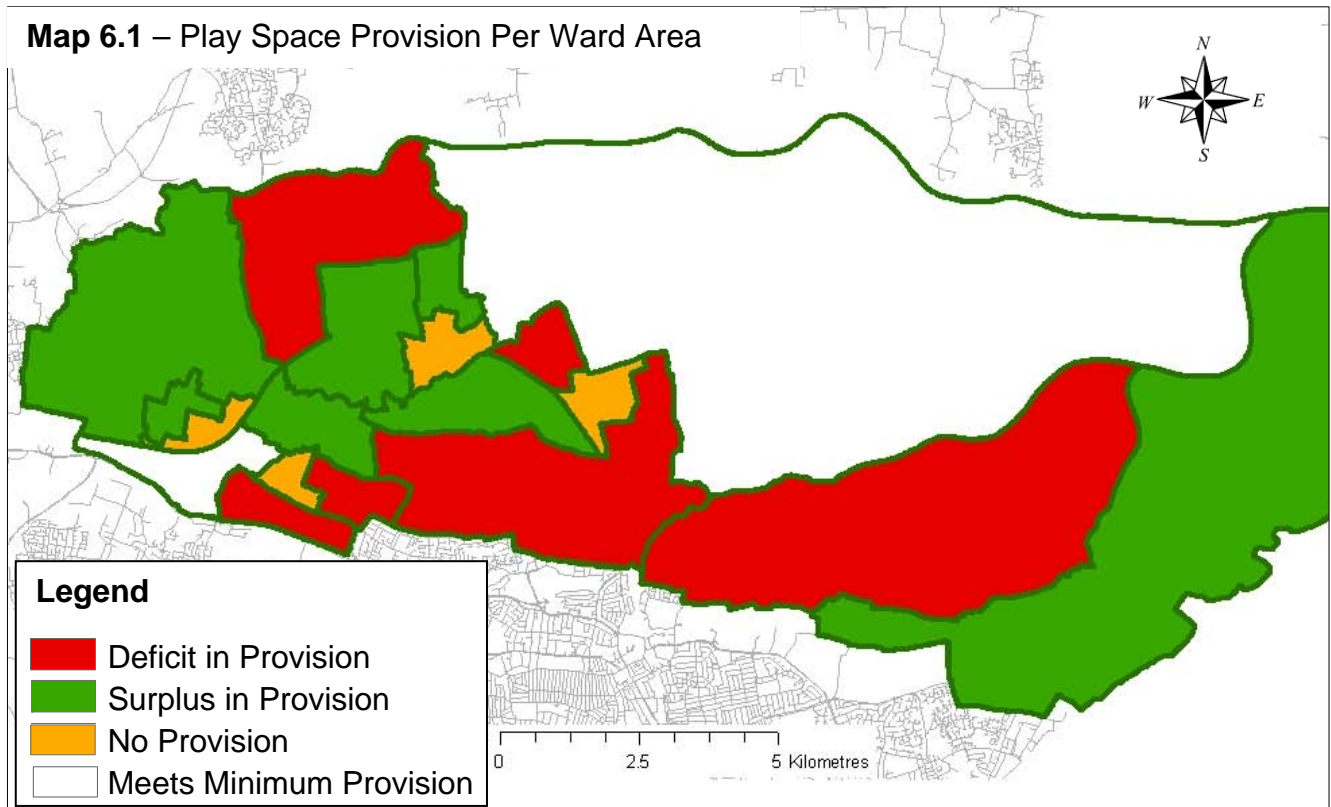 Map 6.1 – Play Space Provision Per Ward Area
N
W E
S
Legend
Deficit in Provision
Surplus in Provision
No Provision
Meets Minimum Provision
0 2.5 5 Kilometres